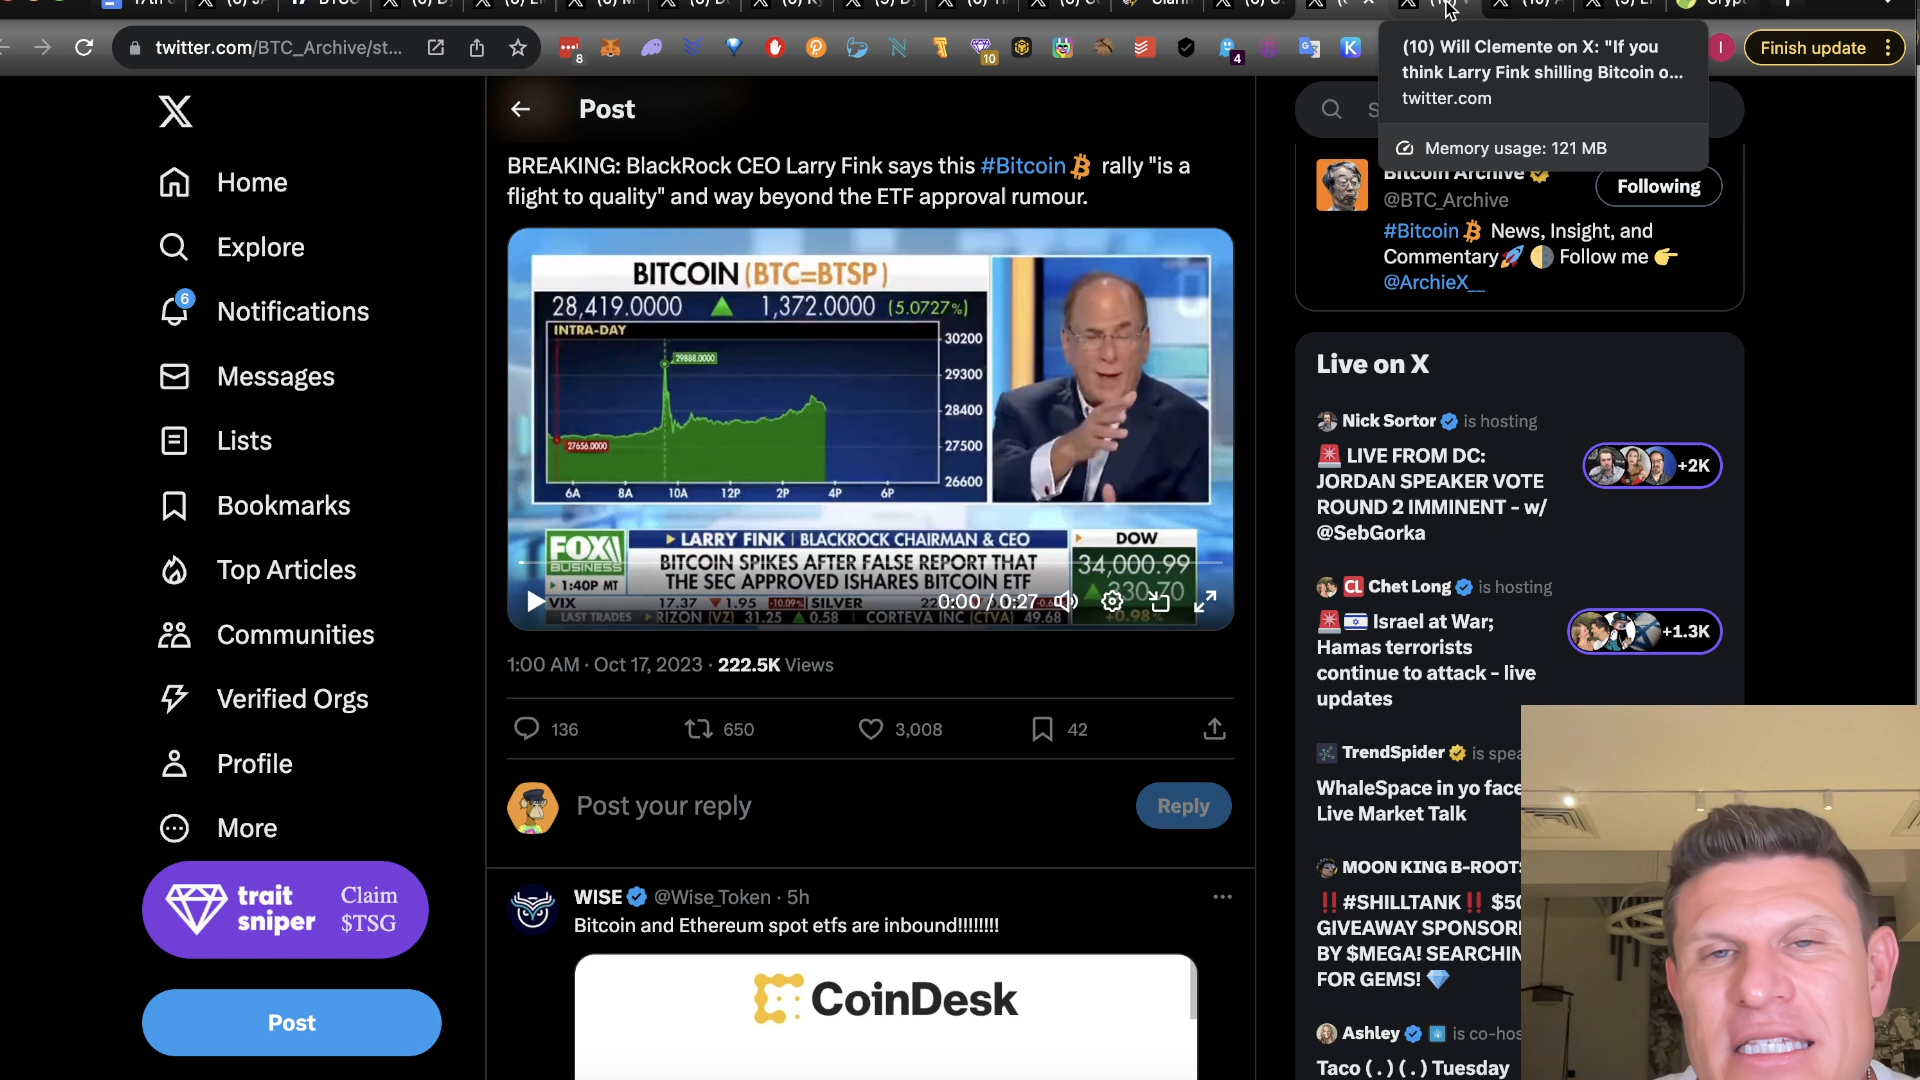 twitter.com/BTC_Archive/st...
8
10
4
Finish update
(10) Will Clemente on X: "If you
think Larry Fink shilling Bitcoin o...
twitter.com
Memory usage: 121 MB
Home
Explore
6
Notifications
Messages
Lists
Bookmarks
Top Articles
Communities
Verified Orgs
Profile
More
trait
sniper
Claim
$TSG
Post
Post
BREAKING: BlackRock CEO Larry Fink says this #Bitcoin rally "is a
flight to quality" and way beyond the ETF approval rumour.
BITCOIN (BTC=BTSP)
28,419.0000 1,372.0000 (5.0727%)
INTRA-DAY
29888.0000
27656.0000
30200
29300
28400
27500
26600
6A 8A 10A 12P 2P 4P 6P
FOX
BUSINESS
1:40P MT
LARRY FINK | BLACKROCK CHAIRMAN & CEO
BITCOIN SPIKES AFTER FALSE REPORT THAT
THE SEC APPROVED ISHARES BITCOIN ETF
DOW
34,000.99
330.70
+0.98%
0:00 / 0:27
VIX 17.37 1.95 -10.09% SILVER
LAST TRADES RIZON (VZ) 31.25 0.58 CORTEVA INC (CTVA) 49.68
1:00 AM · Oct 17, 2023 · 222.5K Views
136 650 3,008 42
Post your reply
Reply
WISE @Wise_Token · 5h
Bitcoin and Ethereum spot etfs are inbound!!!!!!!!
CoinDesk
Bitcoin Archive
@BTC_Archive
Following
#Bitcoin News, Insight, and
Commentary Follow me
@ArchieX__
Live on X
Nick Sortor is hosting
LIVE FROM DC:
JORDAN SPEAKER VOTE
ROUND 2 IMMINENT - w/
@SebGorka
+2K
CL Chet Long is hosting
Israel at War;
Hamas terrorists
continue to attack - live
updates
+1.3K
TrendSpider is spea
WhaleSpace in yo face
Live Market Talk
MOON KING B-ROOTS
#SHILLTANK $50
GIVEAWAY SPONSOR
BY $MEGA! SEARCHIN
FOR GEMS!
Ashley is co-hos
Taco (.)(.) Tuesday